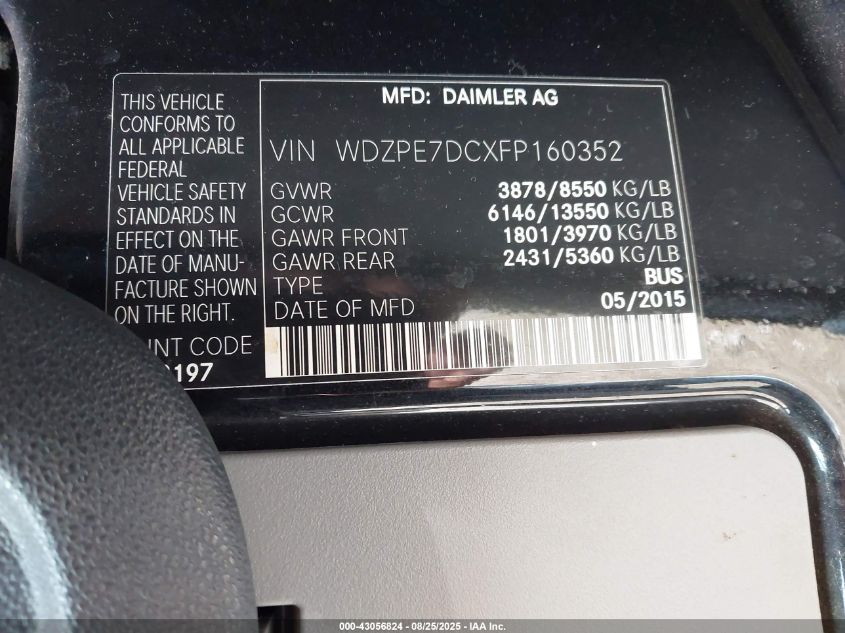 THIS VEHICLE
CONFORMS TO
ALL APPLICABLE
FEDERAL
VEHICLE SAFETY
STANDARDS IN
EFFECT ON THE
DATE OF MANU-
FACTURE SHOWN
ON THE RIGHT.
INT CODE
197
MFD: DAIMLER AG
VIN WDZPE7DCXFP160352
GVWR 3878/8550 KG/LB
GCWR 6146/13550 KG/LB
GAWR FRONT 1801/3970 KG/LB
GAWR REAR 2431/5360 KG/LB
TYPE BUS
DATE OF MFD 05/2015
000-43056824 | 08/25/2025 - IAA Inc.